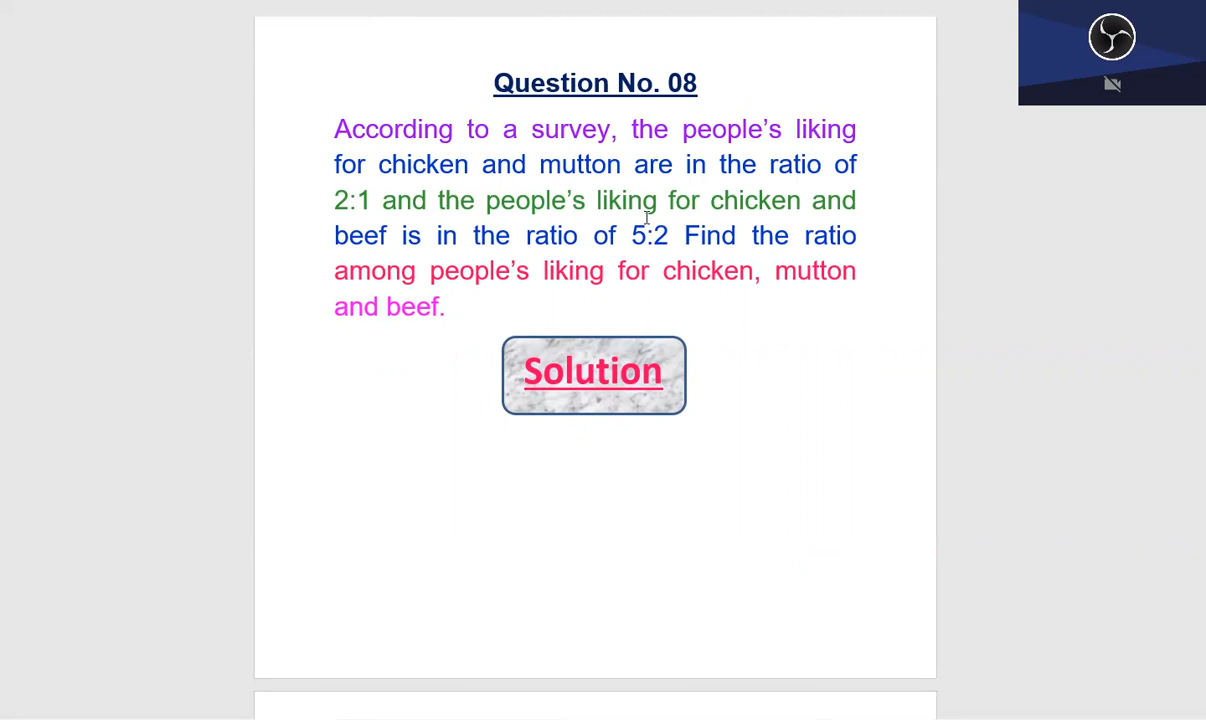 Question No. 08
According to a survey, the people’s liking
for chicken and mutton are in the ratio of
2:1 and the people’s liking for chicken and
beef is in the ratio of 5:2 Find the ratio
among people’s liking for chicken, mutton
and beef.
Solution